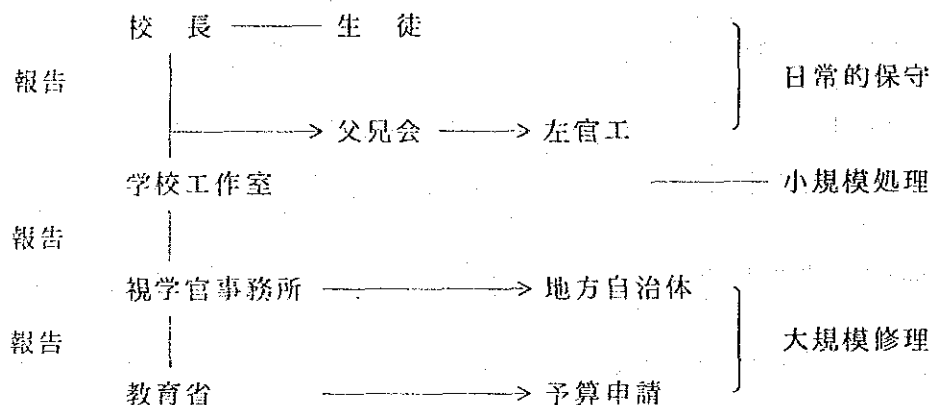 校長 生徒
報告 日常的保守
父兄会 左官工
学校工作室 小規模処理
報告
視学官事務所 地方自治体
報告 大規模修理
教育省 予算申請